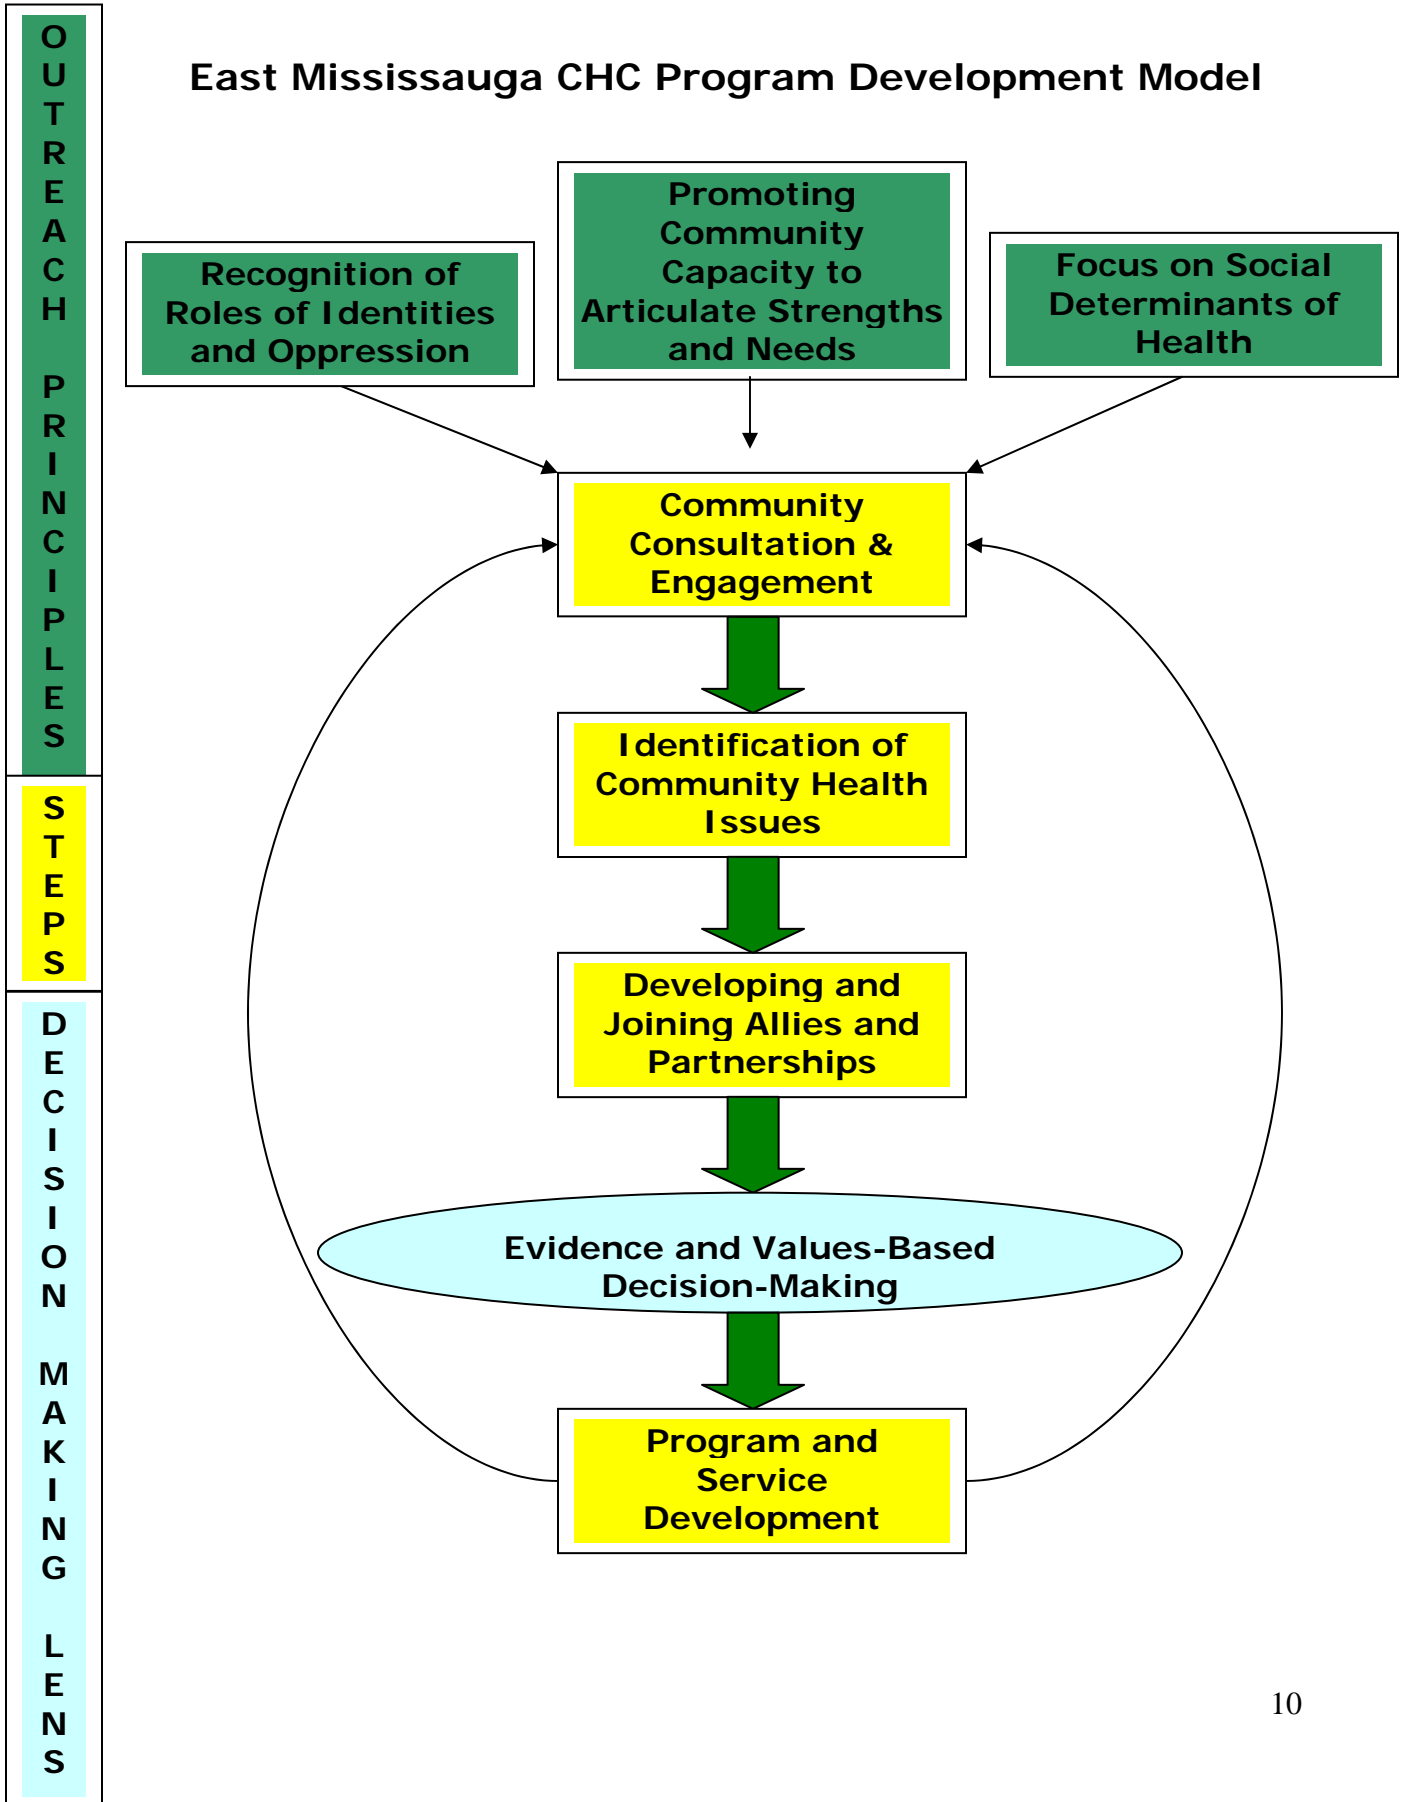 East Mississauga CHC Program Development Model
OUTREACH PRINCIPLES
STEPS
DECISION MAKING LENS
Promoting
Community
Capacity to
Articulate Strengths
and Needs
Recognition of
Roles of Identities
and Oppression
Focus on Social
Determinants of
Health
Community
Consultation &
Engagement
Identification of
Community Health
Issues
Developing and
Joining Allies and
Partnerships
Evidence and Values-Based
Decision-Making
Program and
Service
Development
10